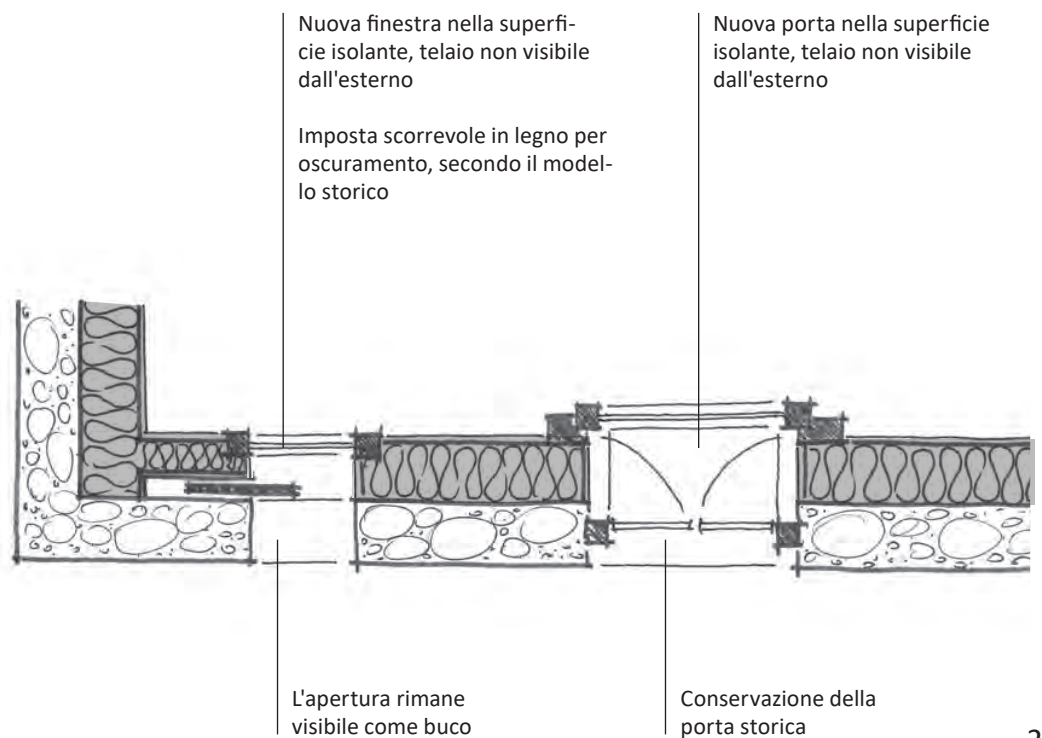 Nuova finestra nella superfi-
cie isolante, telaio non visibile
dall'esterno
Imposta scorrevole in legno per
oscuramento, secondo il model-
lo storico
Nuova porta nella superficie
isolante, telaio non visibile
dall'esterno
L'apertura rimane
visibile come buco
Conservazione della
porta storica